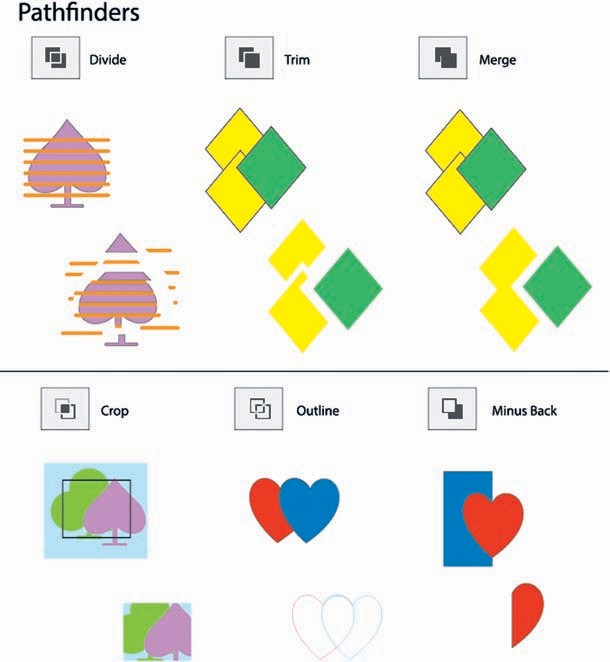 Pathfinders
Divide
Trim
Merge
Crop
Outline
Minus Back